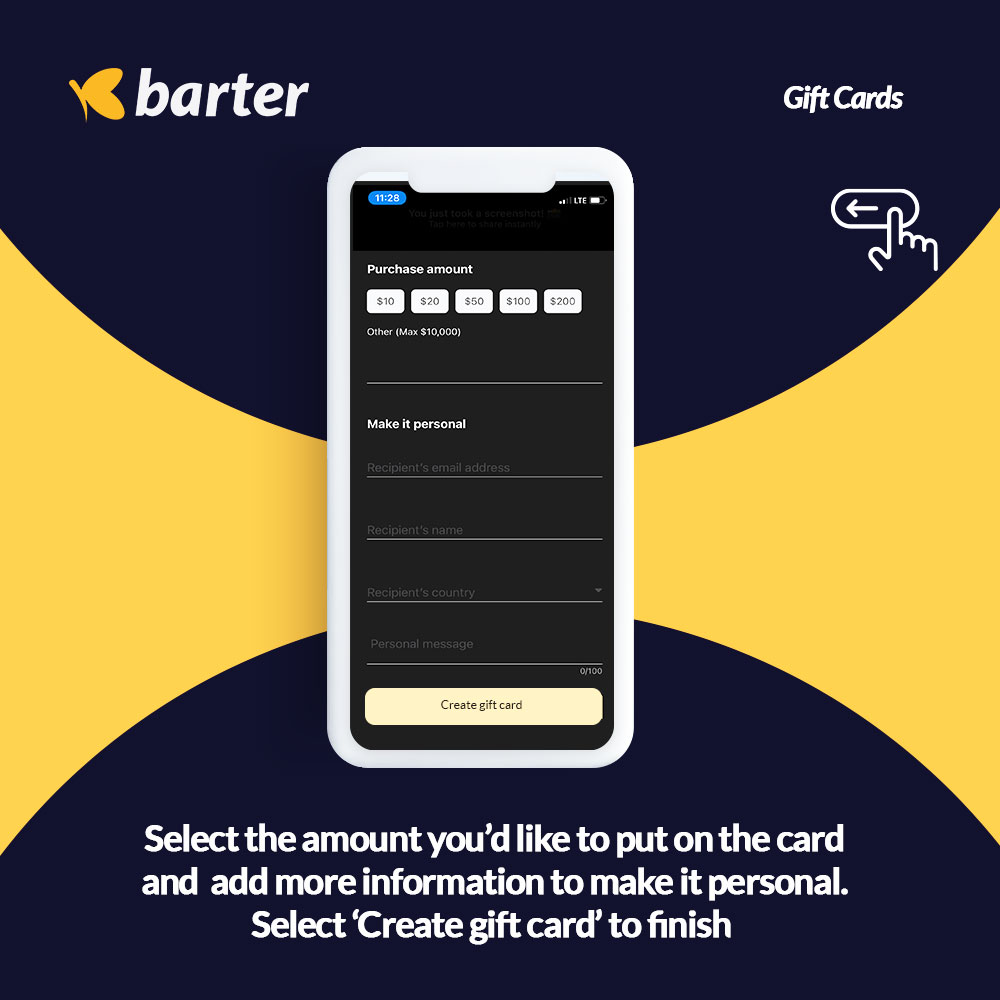 barter
Gift Cards
11:28
LTE
You just took a screenshot!
Tap here to share instantly
Purchase amount
$10 $20 $50 $100 $200
Other (Max $10,000)
Make it personal
Recipient's email address
Recipient's name
Recipient's country
Personal message
0/100
Create gift card
Select the amount you'd like to put on the card
and add more information to make it personal.
Select ‘Create gift card’ to finish